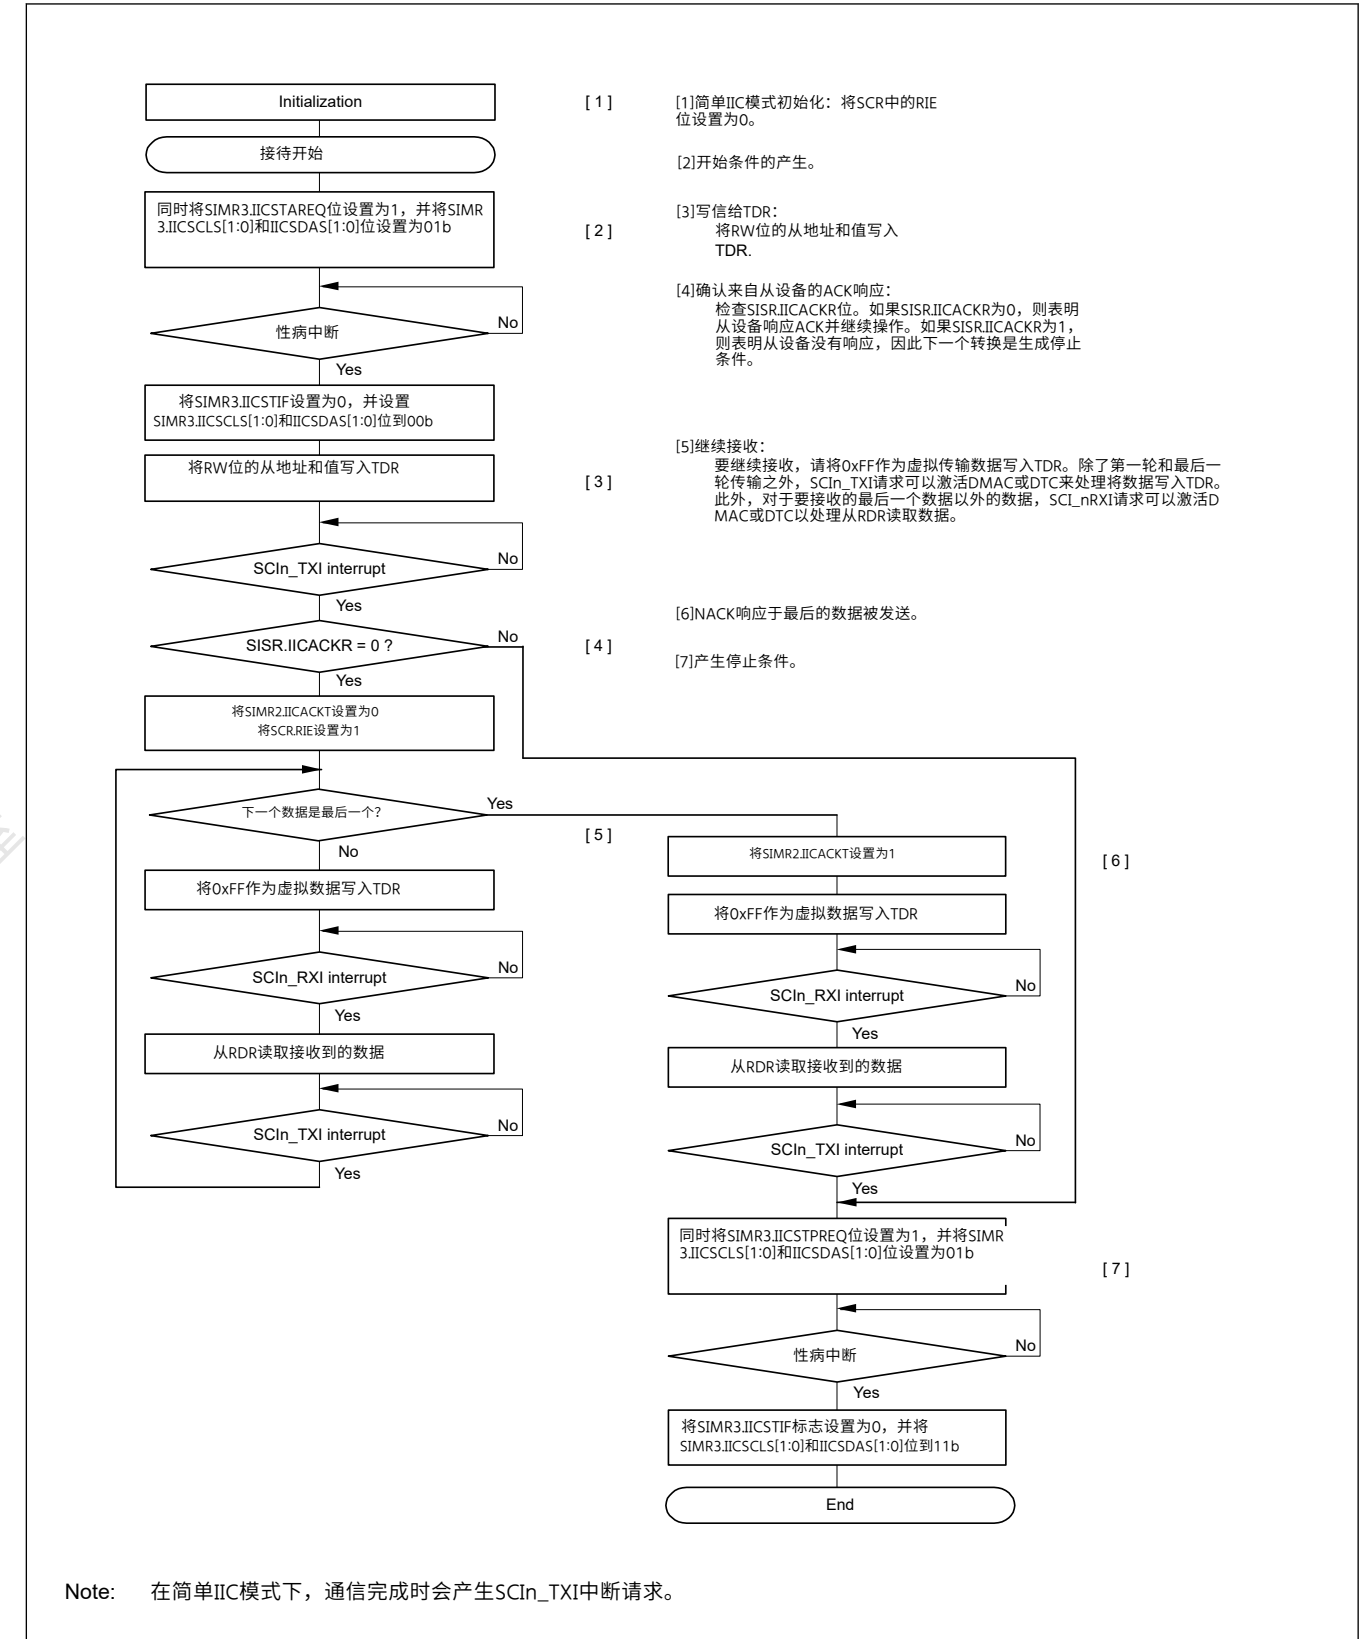 Initialization
[ 1 ]
[1]简单IIC模式初始化：将SCR中的RIE
位设置为0。
接待开始
[2]开始条件的产生。
同时将SIMR3.IICSTAREQ位设置为1，并将SIMR
3.IICSCLS[1:0]和IICSDAS[1:0]位设置为01b
[ 2 ]
[3]写信给TDR：
将RW位的从地址和值写入
TDR.
[4]确认来自从设备的ACK响应：
检查SISR.IICACKR位。如果SISR.IICACKR为0，则表明
从设备响应ACK并继续操作。如果SISR.IICACKR为1，
则表明从设备没有响应，因此下一个转换是生成停止
条件。
性病中断
No
Yes
将SIMR3.IICSTIF设置为0，并设置
SIMR3.IICSCLS[1:0]和IICSDAS[1:0]位到00b
将RW位的从地址和值写入TDR
[ 3 ]
[5]继续接收：
要继续接收，请将0xFF作为虚拟传输数据写入TDR。除了第一轮和最后一
轮传输之外，SCIn_TXI请求可以激活DMAC或DTC来处理将数据写入TDR。
此外，对于要接收的最后一个数据以外的数据，SCI_nRXI请求可以激活D
MAC或DTC以处理从RDR读取数据。
SCIn_TXI interrupt
No
Yes
[6]NACK响应于最后的数据被发送。
SISR.IICACKR = 0 ?
No
[ 4 ]
[7]产生停止条件。
Yes
将SIMR2.IICACKT设置为0
将SCR.RIE设置为1
下一个数据是最后一个？
Yes
[ 5 ]
No
将0xFF作为虚拟数据写入TDR
SCIn_RXI interrupt
No
Yes
从RDR读取接收到的数据
SCIn_TXI interrupt
No
Yes
将SIMR2.IICACKT设置为1
[ 6 ]
将0xFF作为虚拟数据写入TDR
SCIn_RXI interrupt
No
Yes
从RDR读取接收到的数据
SCIn_TXI interrupt
No
Yes
同时将SIMR3.IICSTPREQ位设置为1，并将SIMR
3.IICSCLS[1:0]和IICSDAS[1:0]位设置为01b
[ 7 ]
性病中断
No
Yes
将SIMR3.IICSTIF标志设置为0，并将
SIMR3.IICSCLS[1:0]和IICSDAS[1:0]位到11b
End
Note: 在简单IIC模式下，通信完成时会产生SCIn_TXI中断请求。